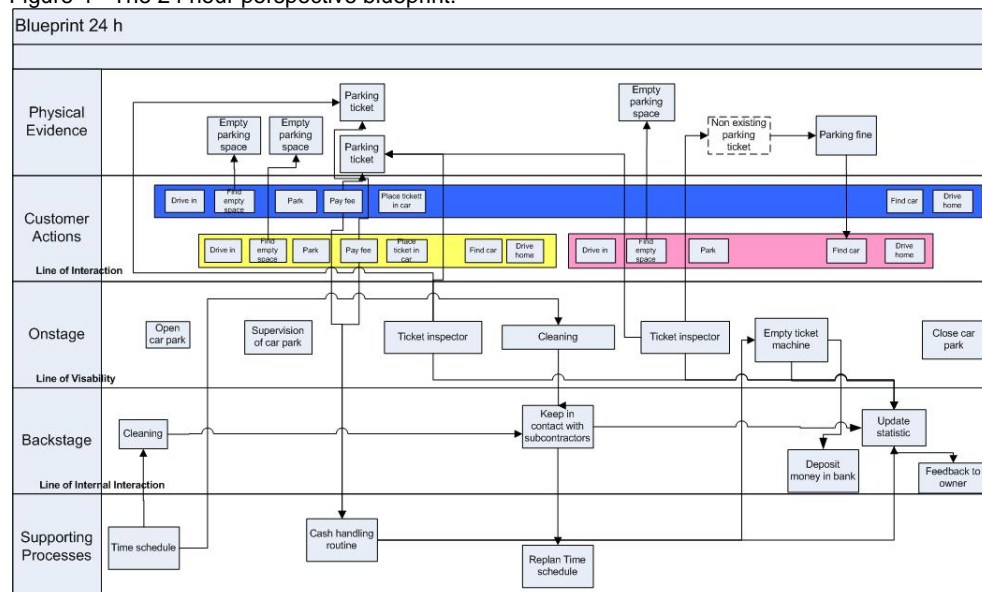 Figure - The 24 hour perspective blueprint.
Blueprint 24 h
Physical
Evidence
Empty
parking
space
Empty
parking
space
Parking
ticket
Parking
ticket
Empty
parking
space
Non existing
parking
ticket
Parking fine
Customer
Actions
Drive in
Find
empty
space
Park
Pay fee
Place tickett
in car
Find car
Drive
home
Drive in
Find
empty
space
Park
Pay fee
Place
ticket in
car
Find car
Drive
home
Drive in
Find
empty
space
Park
Find car
Drive
home
Line of Interaction
Onstage
Open
car park
Supervision
of car park
Ticket inspector
Cleaning
Ticket inspector
Empty ticket
machine
Close car
park
Line of Visability
Backstage
Cleaning
Keep in
contact with
subcontractors
Update
statistic
Deposit
money in bank
Feedback to
owner
Line of Internal Interaction
Supporting
Processes
Time schedule
Cash handling
routine
Replan Time
schedule